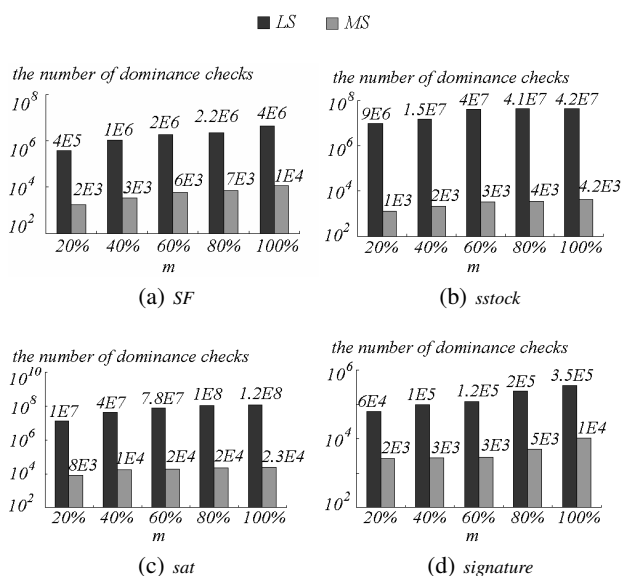 LS MS
the number of dominance checks
10^8
10^6
10^4
10^2
4E5 1E6 2E6 2.2E6 4E6
2E3 3E3 6E3 7E3 1E4
20% 40% 60% 80% 100%
m
(a) SF
the number of dominance checks
10^8
10^6
10^4
10^2
9E6 1.5E7 4E7 4.1E7 4.2E7
1E3 2E3 3E3 4E3 4.2E3
20% 40% 60% 80% 100%
m
(b) sstock
the number of dominance checks
10^10
10^8
10^6
10^4
10^2
1E7 4E7 7.8E7 1E8 1.2E8
8E3 1E4 2E4 2E4 2.3E4
20% 40% 60% 80% 100%
m
(c) sat
the number of dominance checks
10^6
10^4
10^2
6E4 1E5 1.2E5 2E5 3.5E5
2E3 3E3 3E3 5E3 1E4
20% 40% 60% 80% 100%
m
(d) signature